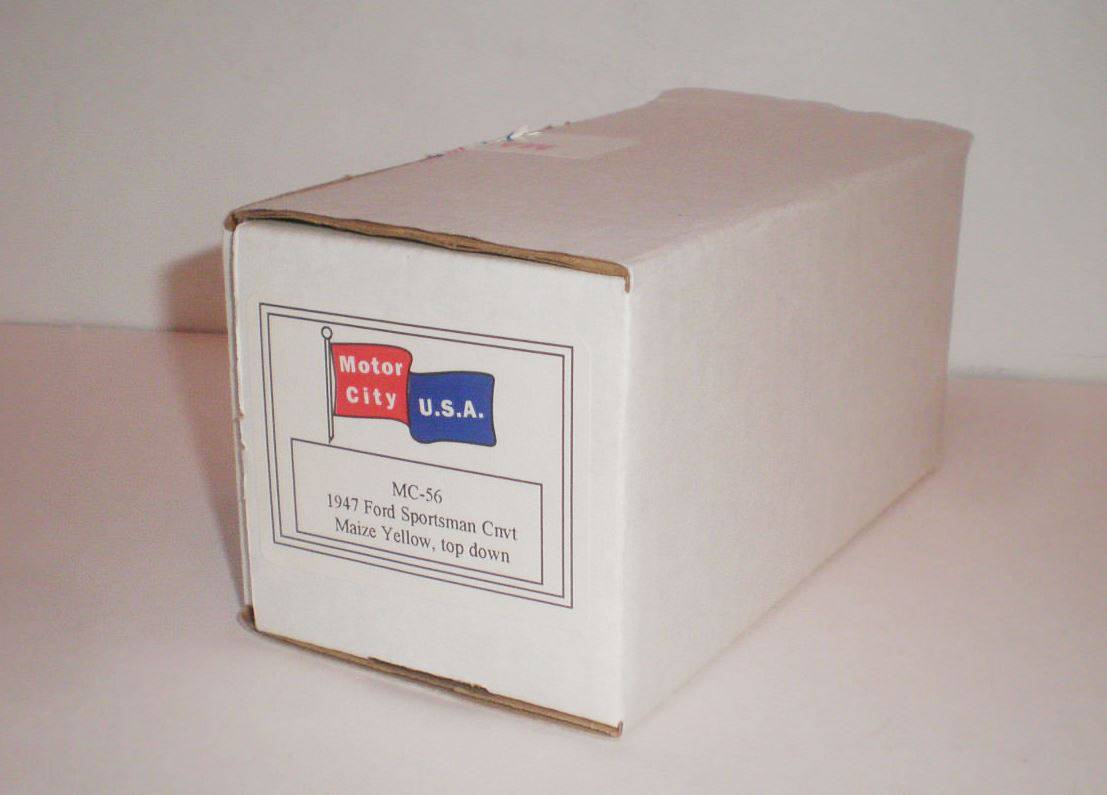 Motor
City
U.S.A.
MC-56
1947 Ford Sportsman Cnvt
Maize Yellow, top down